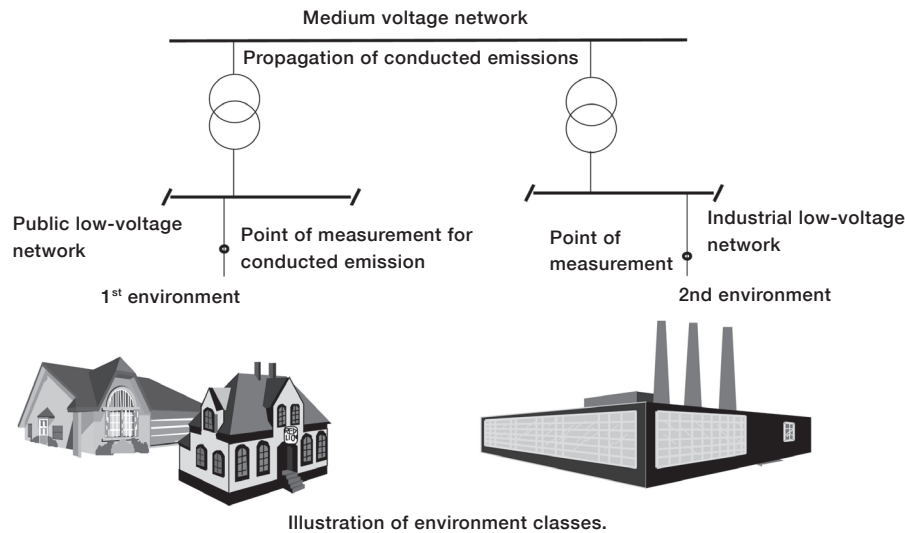 Medium voltage network
Propagation of conducted emissions
Public low-voltage
network
Point of measurement for
conducted emission
Point of
measurement
Industrial low-voltage
network
1st environment
2nd environment
Illustration of environment classes.